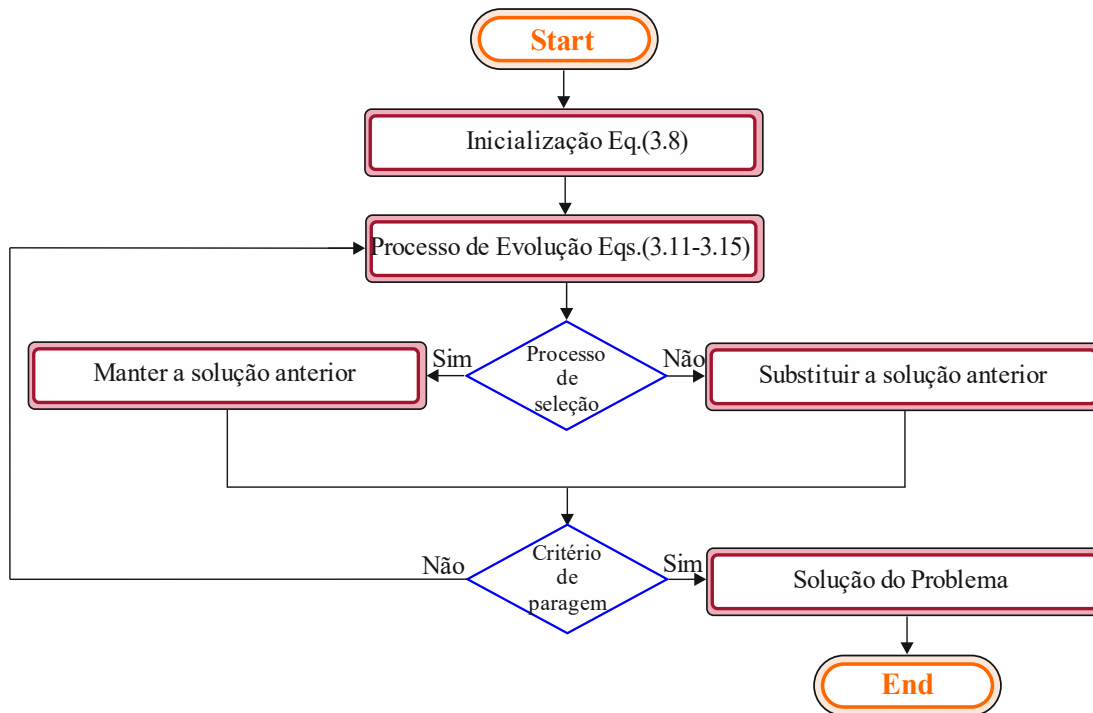 Start
Inicialização Eq.(3.8)
Processo de Evolução Eqs.(3.11-3.15)
Processo
de
seleção
Sim
Não
Manter a solução anterior
Substituir a solução anterior
Critério
de
paragem
Não
Sim
Solução do Problema
End